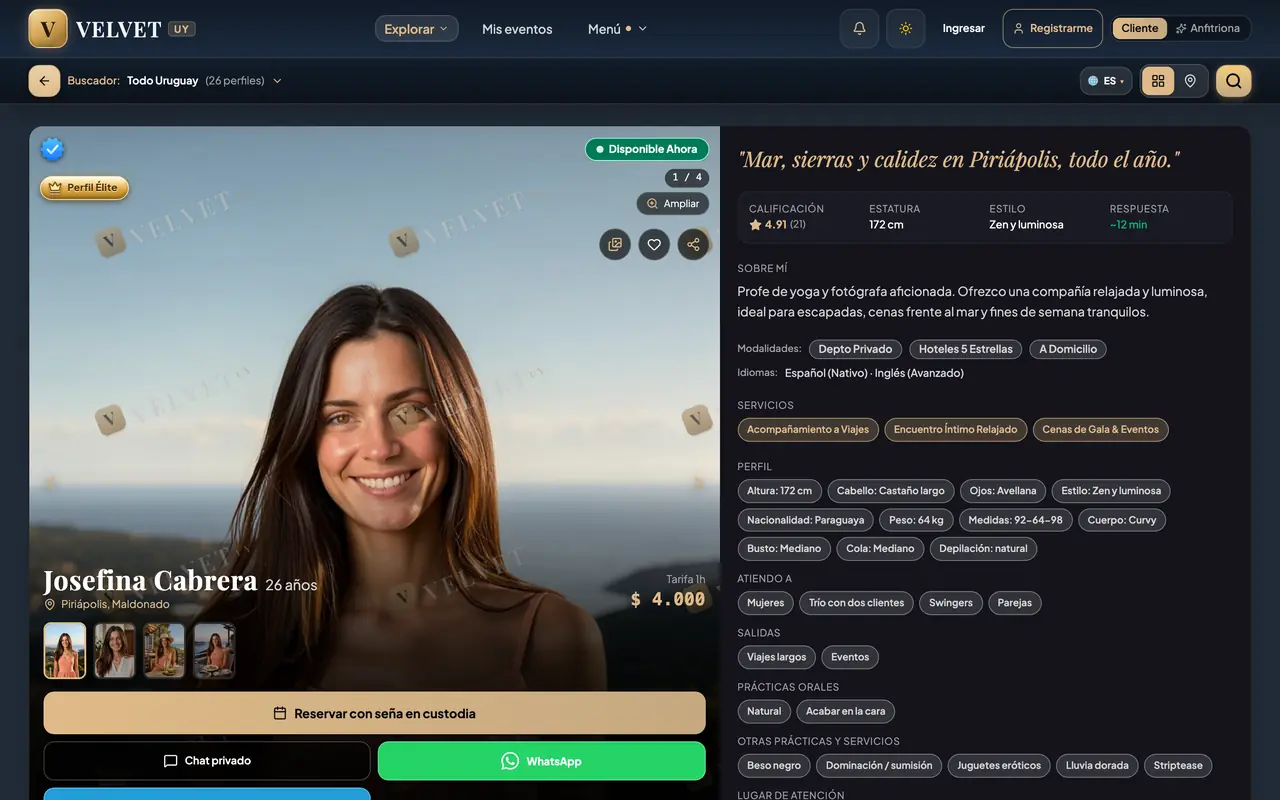 V VELVET UY
Explorar
Mis eventos
Menú
Ingresar
Registrarme
Cliente
Anfitriona
Buscador: Todo Uruguay (26 perfiles)
ES
Disponible Ahora
Perfil Élite
1 / 4
Ampliar
V VELVET
V VELVET
V VELVET
V VELVET
V
VELVET
V VELVET
Josefina Cabrera 26 años
Piriápolis, Maldonado
Tarifa 1h
$ 4.000
Reservar con seña en custodia
Chat privado
WhatsApp
"Mar, sierras y calidez en Piriápolis, todo el año."
CALIFICACIÓN
4.91 (21)
ESTATURA
172 cm
ESTILO
Zen y luminosa
RESPUESTA
~12 min
SOBRE MÍ
Profe de yoga y fotógrafa aficionada. Ofrezco una compañía relajada y luminosa,
ideal para escapadas, cenas frente al mar y fines de semana tranquilos.
Modalidades: Depto Privado Hoteles 5 Estrellas A Domicilio
Idiomas: Español (Nativo) · Inglés (Avanzado)
SERVICIOS
Acompañamiento a Viajes Encuentro Íntimo Relajado Cenas de Gala & Eventos
PERFIL
Altura: 172 cm Cabello: Castaño largo Ojos: Avellana Estilo: Zen y luminosa
Nacionalidad: Paraguaya Peso: 64 kg Medidas: 92-64-98 Cuerpo: Curvy
Busto: Mediano Cola: Mediano Depilación: natural
ATIENDO A
Mujeres Trío con dos clientes Swingers Parejas
SALIDAS
Viajes largos Eventos
PRÁCTICAS ORALES
Natural Acabar en la cara
OTRAS PRÁCTICAS Y SERVICIOS
Beso negro Dominación / sumisión Juguetes eróticos Lluvia dorada Striptease
LUGAR DE ATENCIÓN